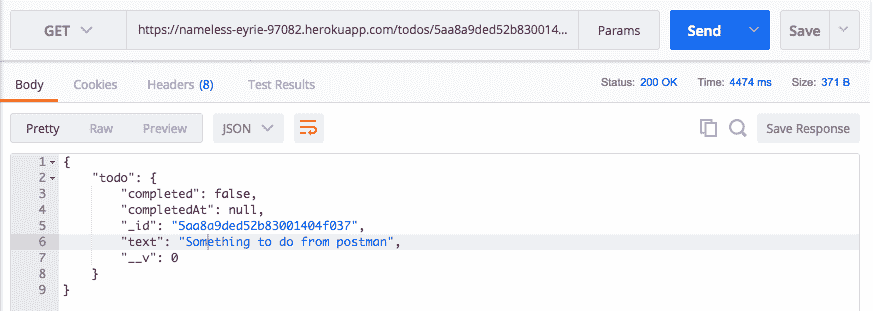 GET https://nameless-eyrie-97082.herokuapp.com/todos/5aa8a9ded52b830014... Params Send Save
Body Cookies Headers (8) Test Results Status: 200 OK Time: 4474 ms Size: 371 B
Pretty Raw Preview JSON Save Response
1 {
2 "todo": {
3 "completed": false,
4 "completedAt": null,
5 "_id": "5aa8a9ded52b83001404f037",
6 "text": "Something to do from postman",
7 "__v": 0
8 }
9 }